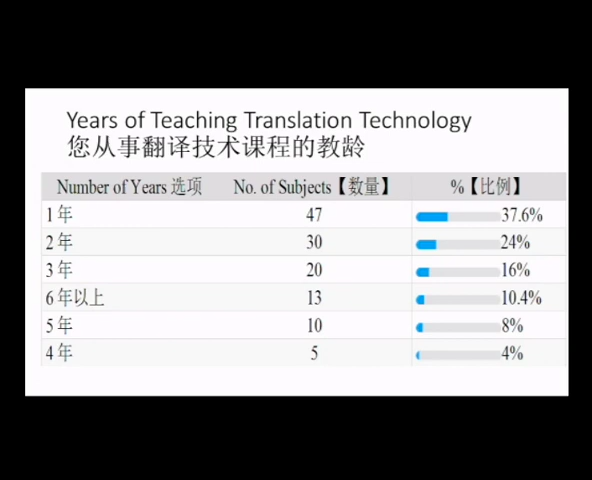 Years of Teaching Translation Technology
您从事翻译技术课程的教龄
Number of Years 选项 No. of Subjects【数量】 %【比例】
1 年 47 37.6%
2 年 30 24%
3 年 20 16%
6 年以上 13 10.4%
5 年 10 8%
4 年 5 4%